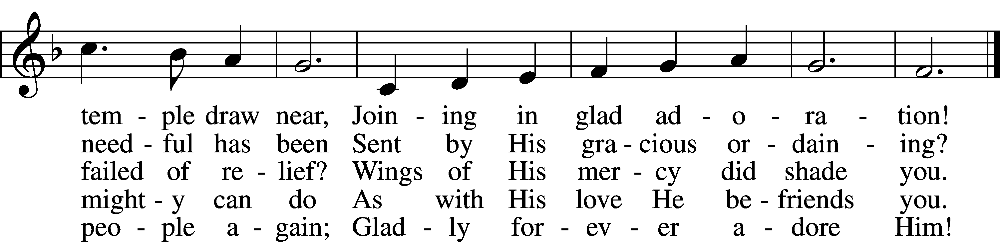 tem - ple draw near, Join - ing in glad ad - o - ra - tion!
need - ful has been Sent by His gra - cious or - dain - ing?
failed of re - lief? Wings of His mer - cy did shade you.
might - y can do As with His love He be - friends you.
peo - ple a - gain; Glad - ly for - ev - er a - dore Him!